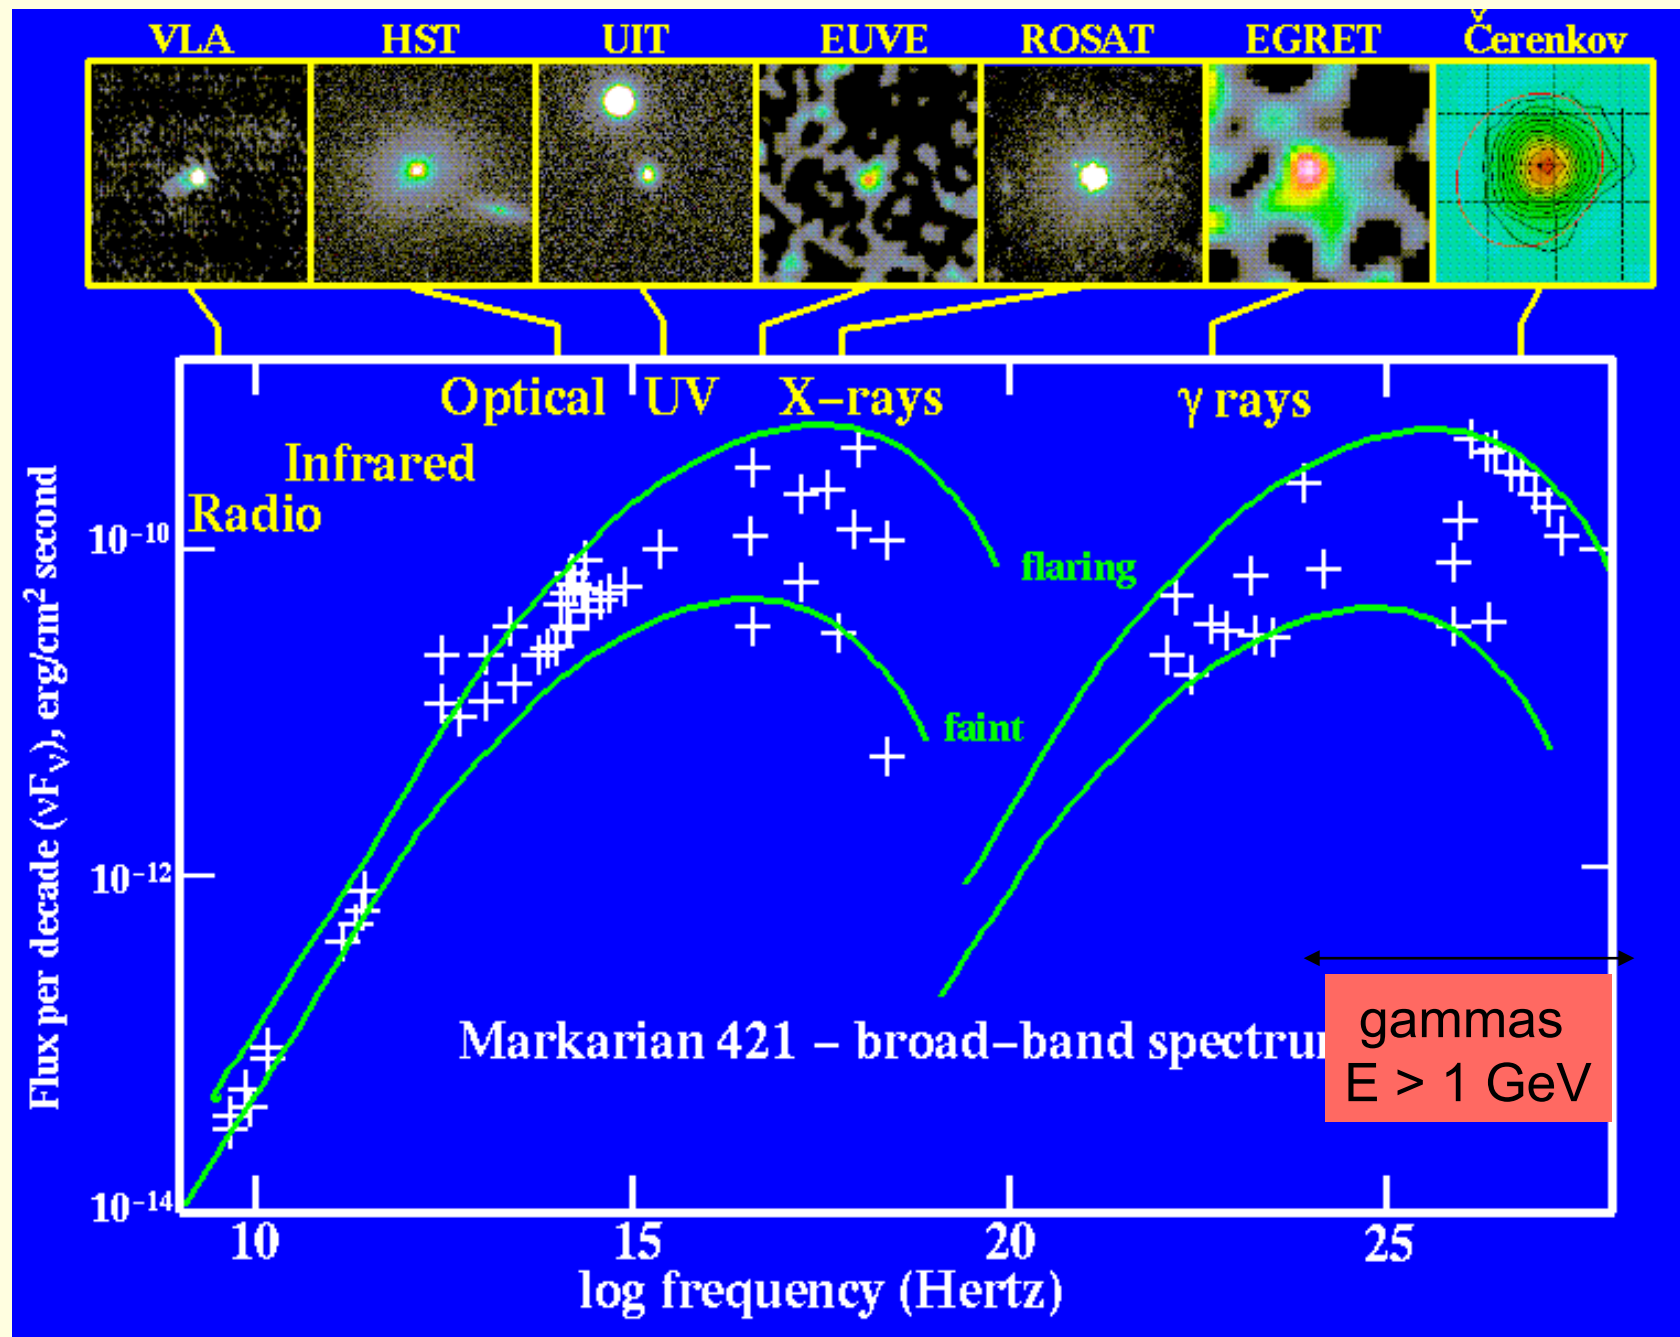 VLA HST UIT EUVE ROSAT EGRET Čerenkov
Optical UV X–rays γ rays
Infrared
Radio
flaring
faint
Markarian 421 – broad–band spectru
gammas
E > 1 GeV
Flux per decade (νFν), erg/cm² second
10⁻¹⁰
10⁻¹²
10⁻¹⁴
10 15 20 25
log frequency (Hertz)